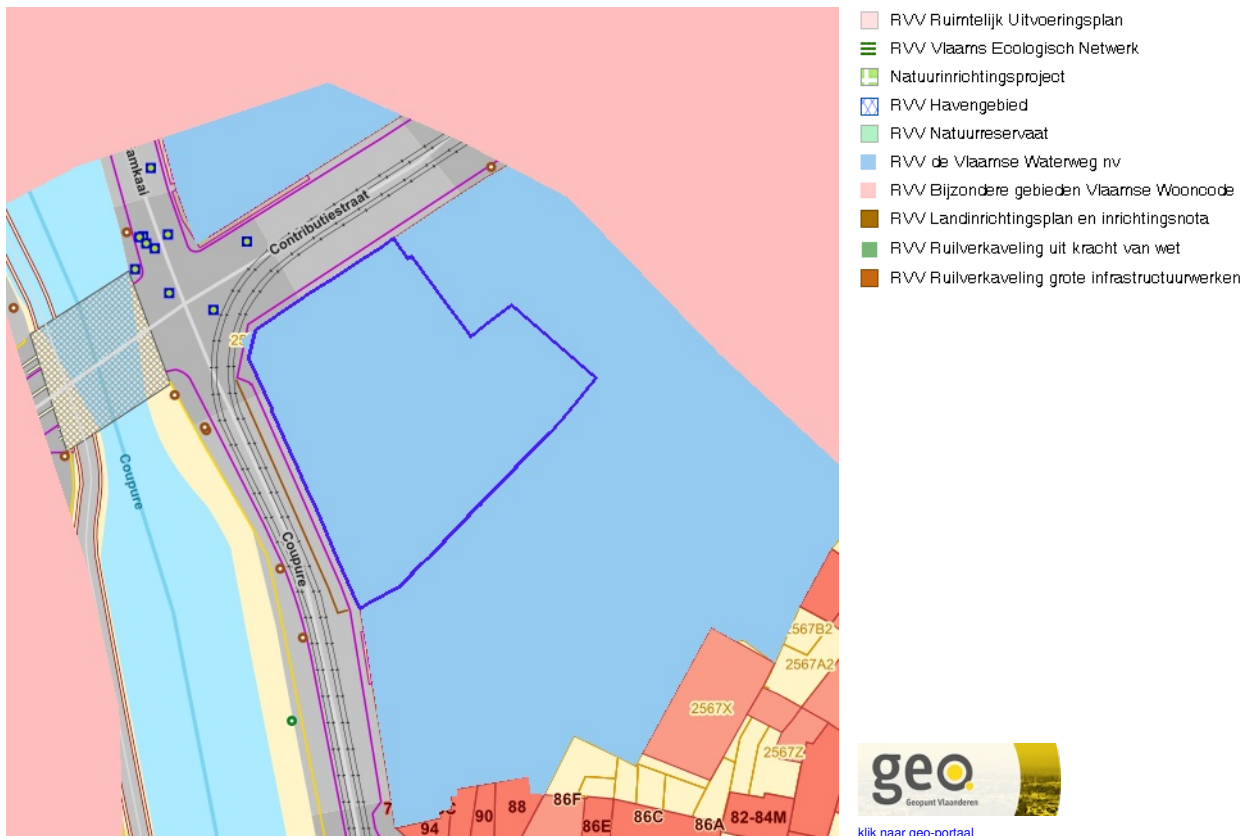 RVV Ruimtelijk Uitvoeringsplan
RVV Vlaams Ecologisch Netwerk
Natuurinrichtingsproject
RVV Havengebied
RVV Natuurreservaat
RVV de Vlaamse Waterweg nv
RVV Bijzondere gebieden Vlaamse Wooncode
RVV Landinrichtingsplan en inrichtingsnota
RVV Ruilverkaveling uit kracht van wet
RVV Ruilverkaveling grote infrastructuurwerken
amkaai
Contributiestraat
25
Coupure
Coupure
2567B2
2567A2
2567X
2567Z
86F
88
90
94
86E
86C
86A
82-84M
geo
Geopunt Vlaanderen
klik naar geo-portaal